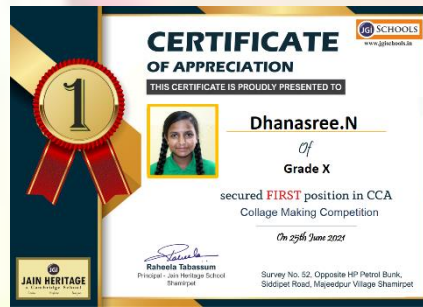 JGI SCHOOLS
www.jgischools.in
CERTIFICATE
OF APPRECIATION
THIS CERTIFICATE IS PROUDLY PRESENTED TO
1
Dhanasree.N
Of
Grade X
secured FIRST position in CCA
Collage Making Competition
On 25th June 2021
Raheela Tabassum
Principal - Jain Heritage School
Shamirpet
Survey No. 52, Opposite HP Petrol Bunk,
Siddipet Road, Majeedpur Village Shamirpet
JGI
JAIN HERITAGE
a Cambridge School